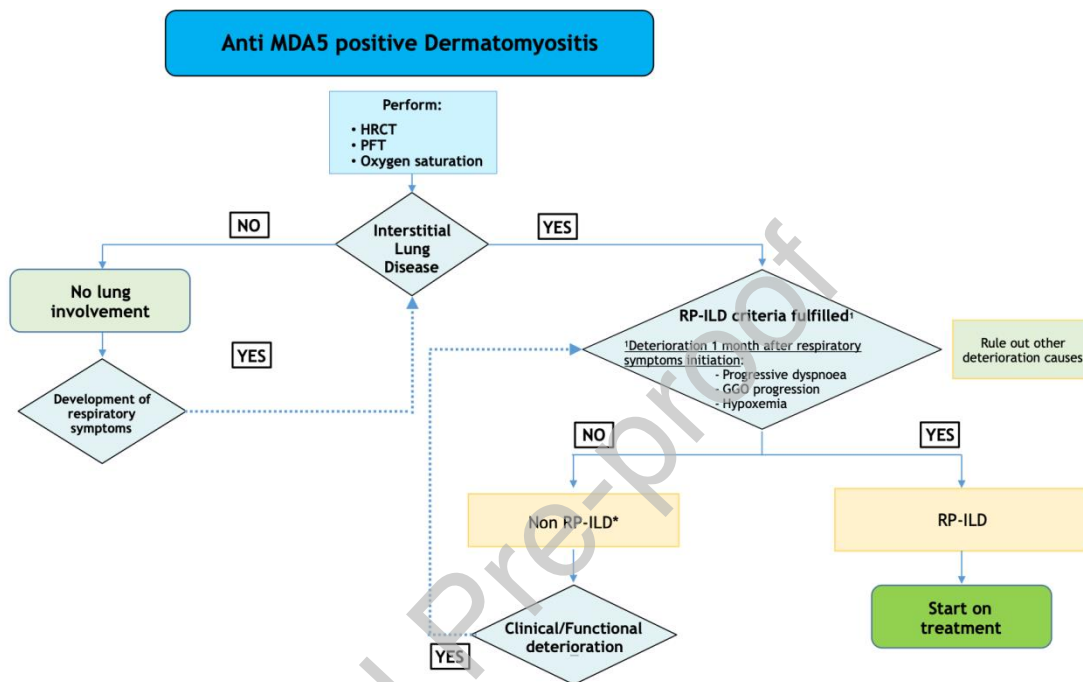 Anti MDA5 positive Dermatomyositis
Perform:
• HRCT
• PFT
• Oxygen saturation
NO
Interstitial
Lung
Disease
YES
No lung
involvement
YES
Development of
respiratory
symptoms
RP-ILD criteria fulfilled¹
¹Deterioration 1 month after respiratory
symptoms initiation:
- Progressive dyspnoea
- GGO progression
- Hypoxemia
Rule out other
deterioration causes
NO
YES
Non RP-ILD*
RP-ILD
Clinical/Functional
deterioration
YES
Start on
treatment
Pre-proof